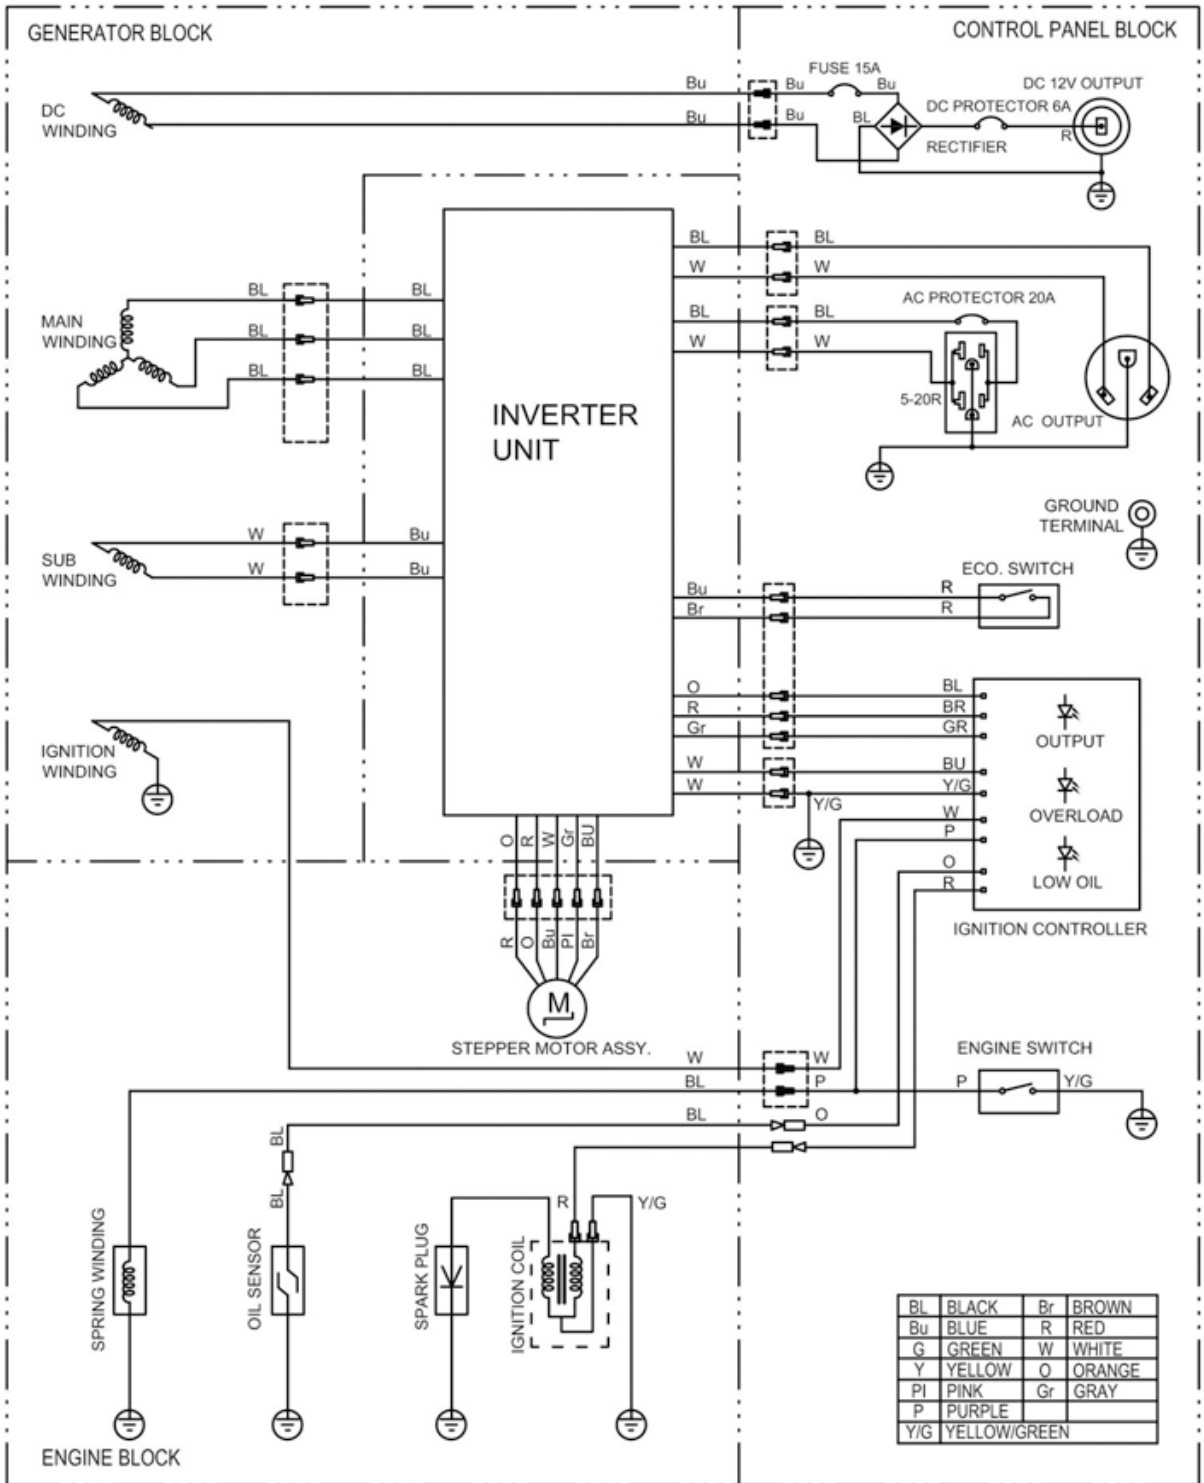 GENERATOR BLOCK
CONTROL PANEL BLOCK
FUSE 15A
DC 12V OUTPUT
Bu
Bu
Bu
DC
WINDING
DC PROTECTOR 6A
BL
R
Bu
Bu
RECTIFIER
BL
BL
W
W
BL
BL
AC PROTECTOR 20A
MAIN
WINDING
BL
BL
BL
BL
BL
BL
W
W
5-20R
AC OUTPUT
INVERTER
UNIT
GROUND
TERMINAL
SUB
WINDING
W
Bu
W
Bu
ECO. SWITCH
Bu
R
Br
R
O
BL
R
BR
Gr
GR
OUTPUT
IGNITION
WINDING
W
BU
W
Y/G
Y/G
OVERLOAD
W
P
O
R
LOW OIL
IGNITION CONTROLLER
O
R
W
Gr
BU
R
O
Bu
PI
Br
M
STEPPER MOTOR ASSY.
ENGINE SWITCH
W
W
BL
P
P
Y/G
BL
O
BL
BL
R
Y/G
SPRING WINDING
OIL SENSOR
SPARK PLUG
IGNITION COIL
BL BLACK Br BROWN
Bu BLUE R RED
G GREEN W WHITE
Y YELLOW O ORANGE
PI PINK Gr GRAY
P PURPLE
Y/G YELLOW/GREEN
ENGINE BLOCK